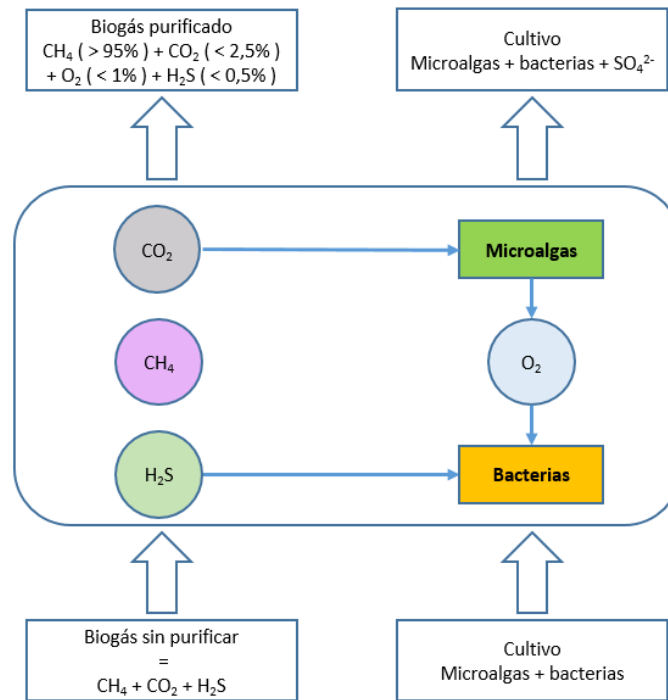 Biogás purificado
CH₄ ( > 95% ) + CO₂ ( < 2,5% )
+ O₂ ( < 1% ) + H₂S ( < 0,5% )
Cultivo
Microalgas + bacterias + SO₄²⁻
CO₂
Microalgas
CH₄
O₂
H₂S
Bacterias
Biogás sin purificar
=
CH₄ + CO₂ + H₂S
Cultivo
Microalgas + bacterias